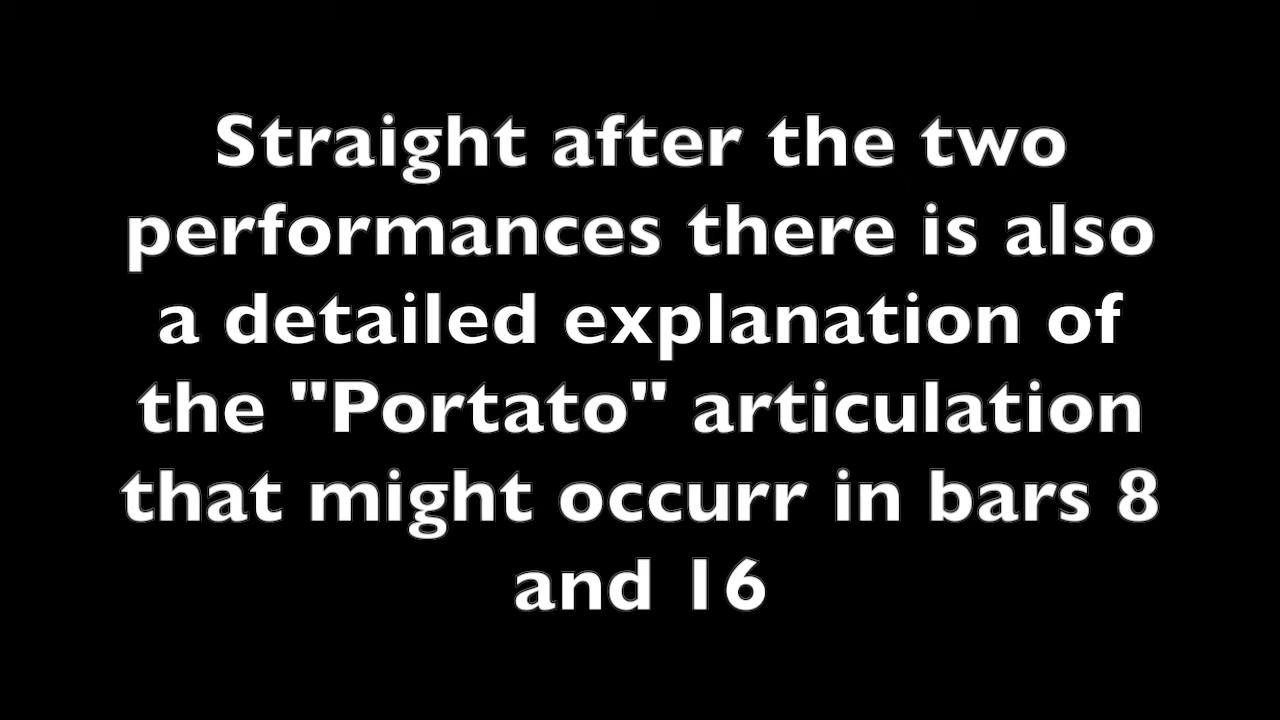 Straight after the two
performances there is also
a detailed explanation of
the "Portato" articulation
that might occurr in bars 8
and 16